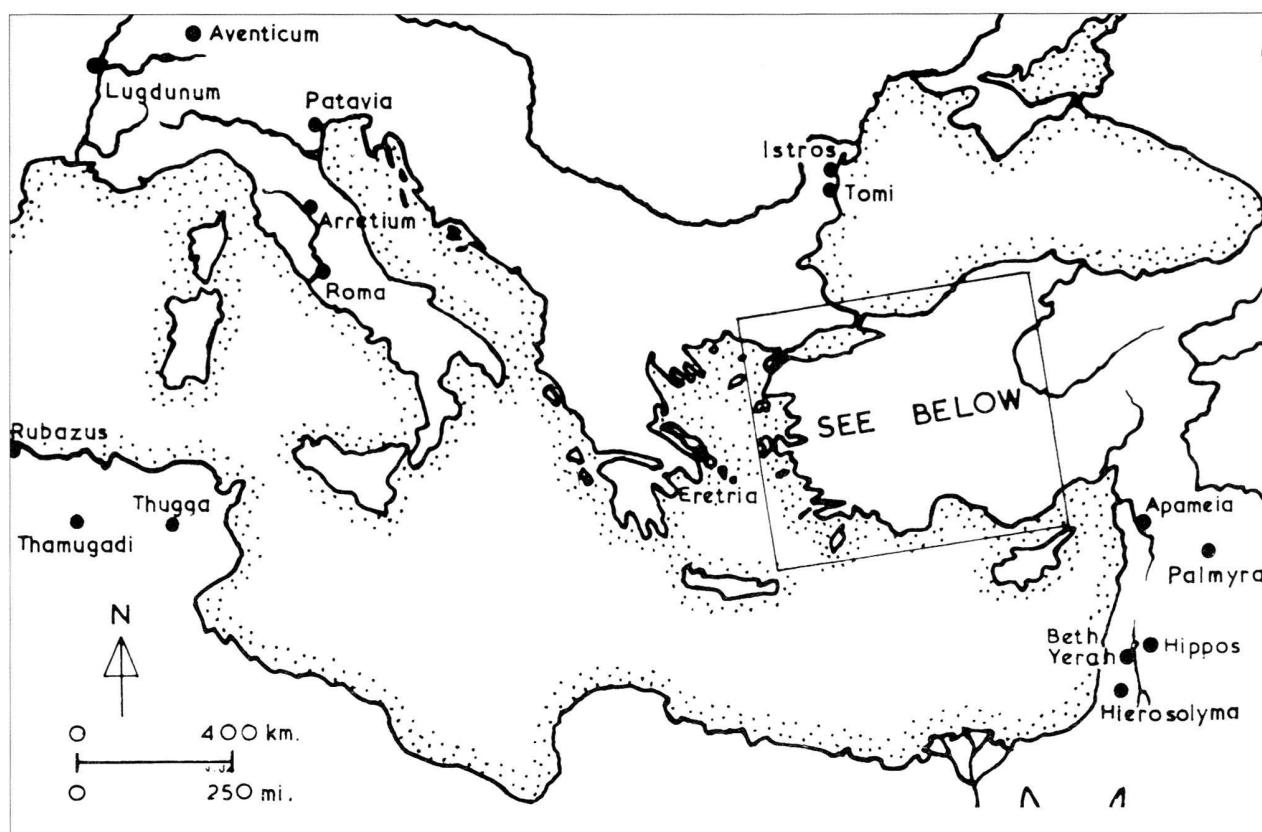 Aventicum
Lugdunum
Patavia
Istros
Tomi
Arretium
Roma
SEE BELOW
Rubazus
Eretria
Thugga
Thamugadi
Apameia
Palmyra
N
Beth
Yerah
Hippos
Hierosolyma
0 400 km.
0 250 mi.